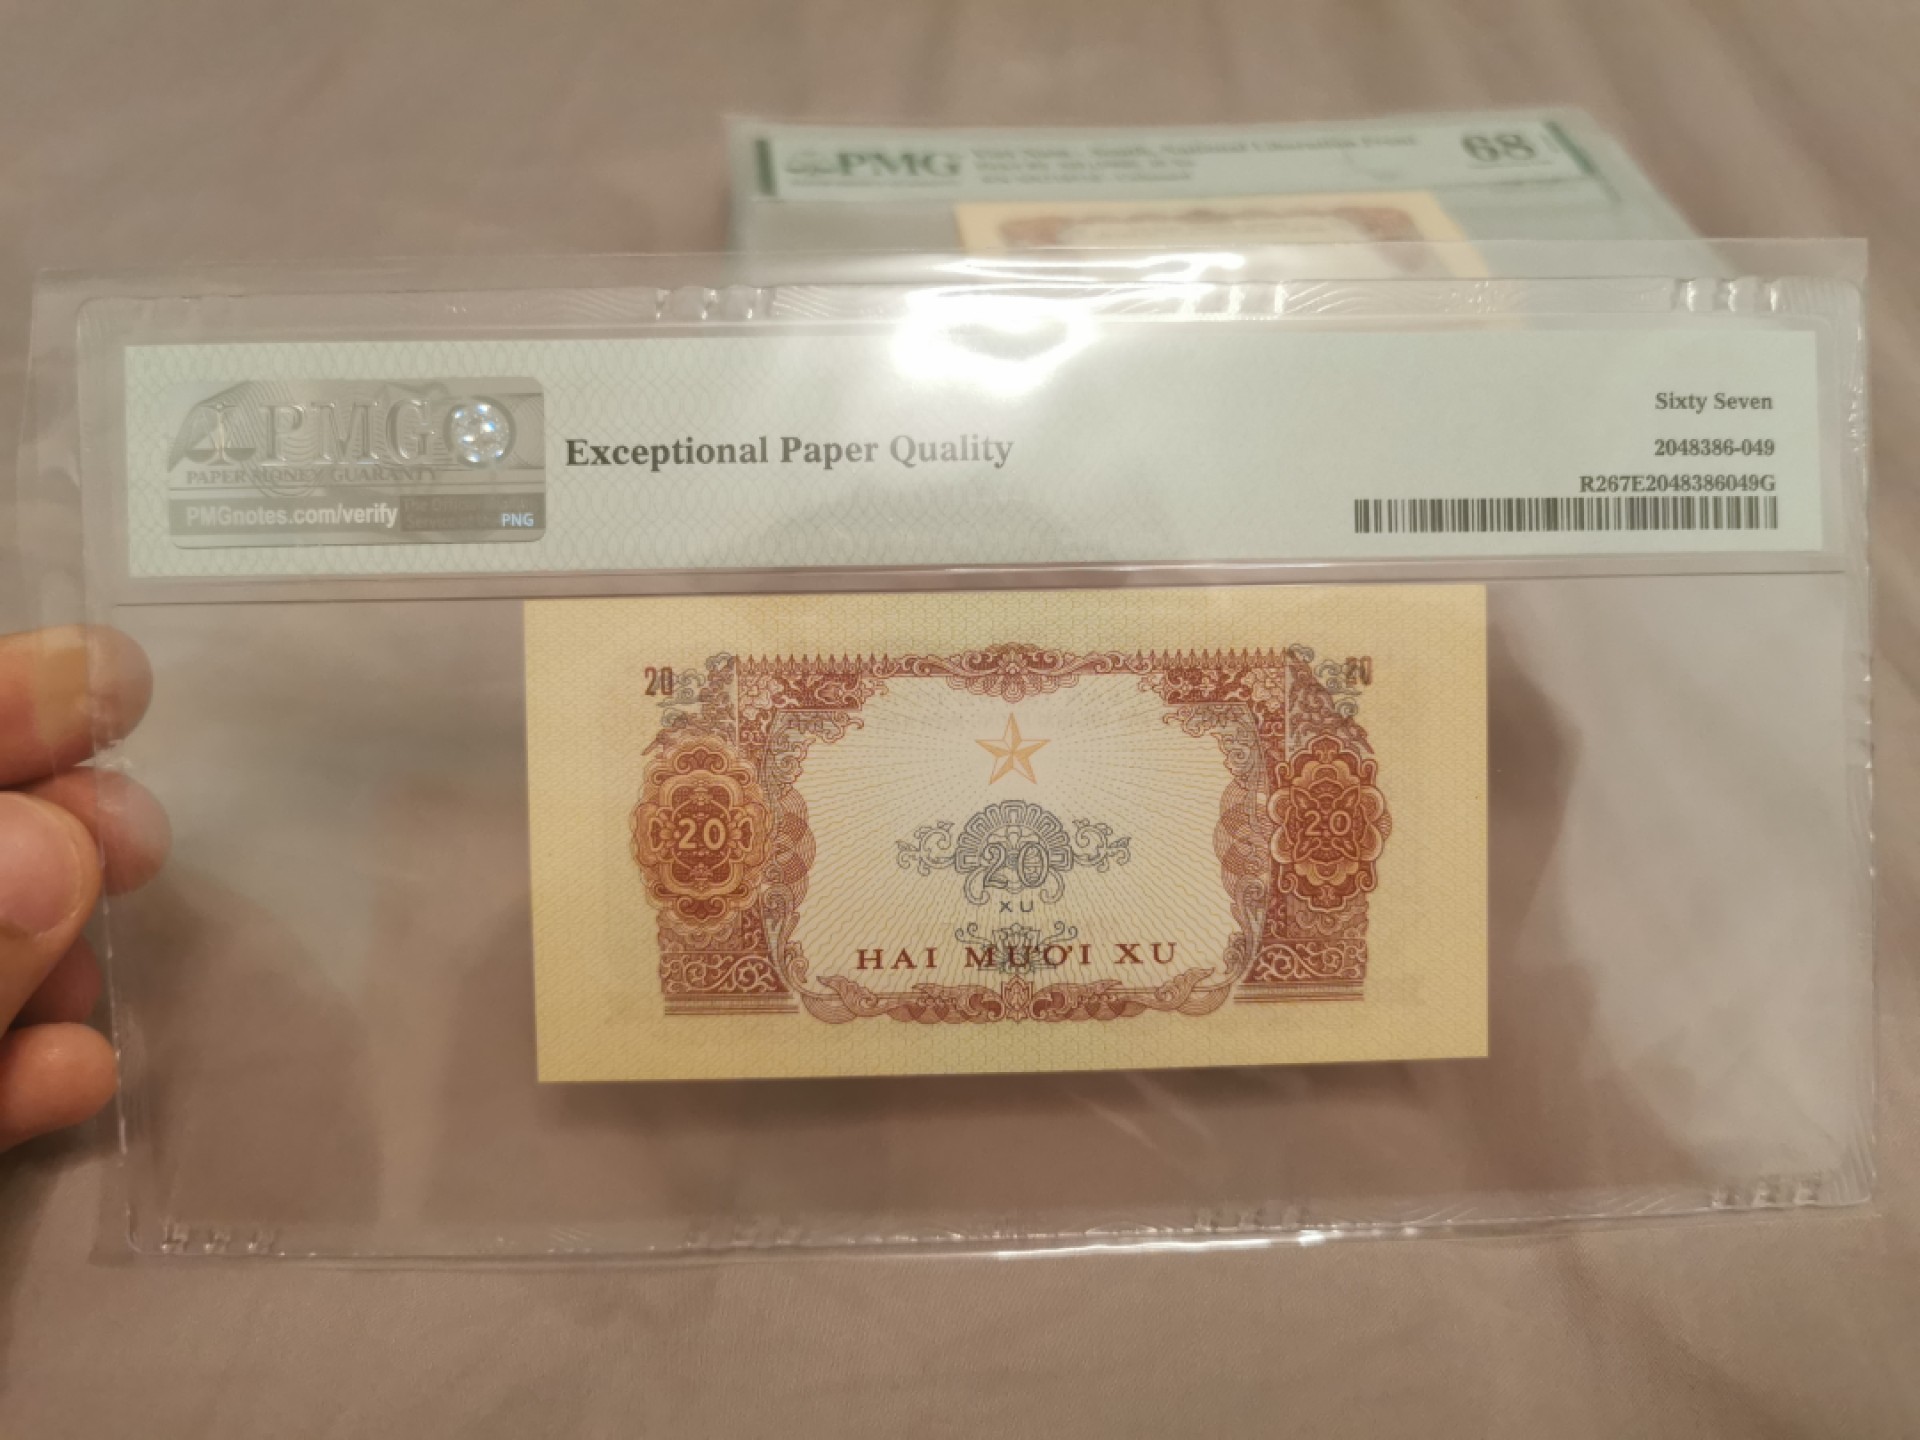 PMG
68
PMG
PAPER MONEY GUARANTY
PMGnotes.com/verify
PNG
Exceptional Paper Quality
Sixty Seven
2048386-049
R267E2048386049G
20
20
20
20
20
XU
HAI MƯƠI XU